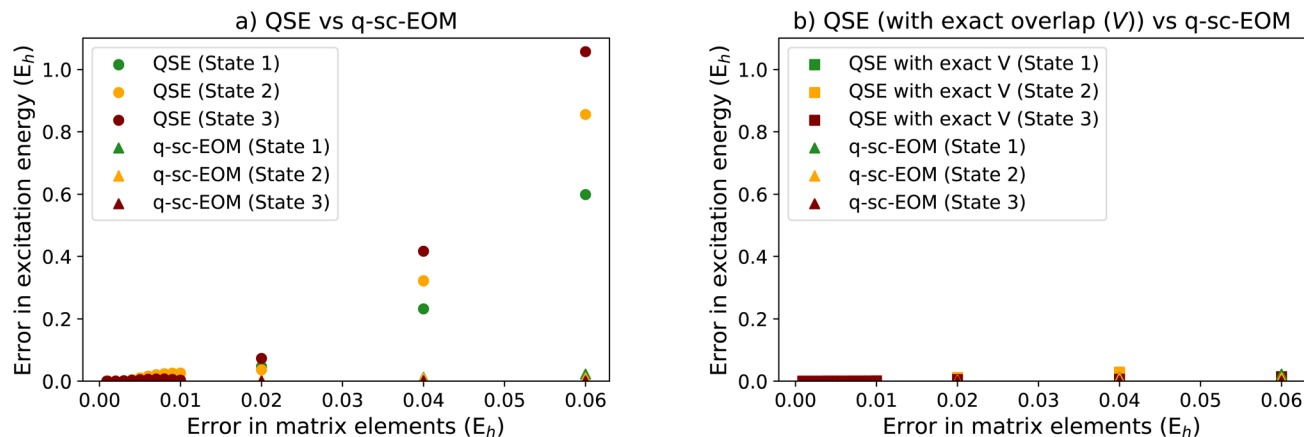 a) QSE vs q-sc-EOM
Error in excitation energy (E_h)
1.0
0.8
0.6
0.4
0.2
0.0
QSE (State 1)
QSE (State 2)
QSE (State 3)
q-sc-EOM (State 1)
q-sc-EOM (State 2)
q-sc-EOM (State 3)
0.00 0.01 0.02 0.03 0.04 0.05 0.06
Error in matrix elements (E_h)
b) QSE (with exact overlap (V)) vs q-sc-EOM
Error in excitation energy (E_h)
1.0
0.8
0.6
0.4
0.2
0.0
QSE with exact V (State 1)
QSE with exact V (State 2)
QSE with exact V (State 3)
q-sc-EOM (State 1)
q-sc-EOM (State 2)
q-sc-EOM (State 3)
0.00 0.01 0.02 0.03 0.04 0.05 0.06
Error in matrix elements (E_h)